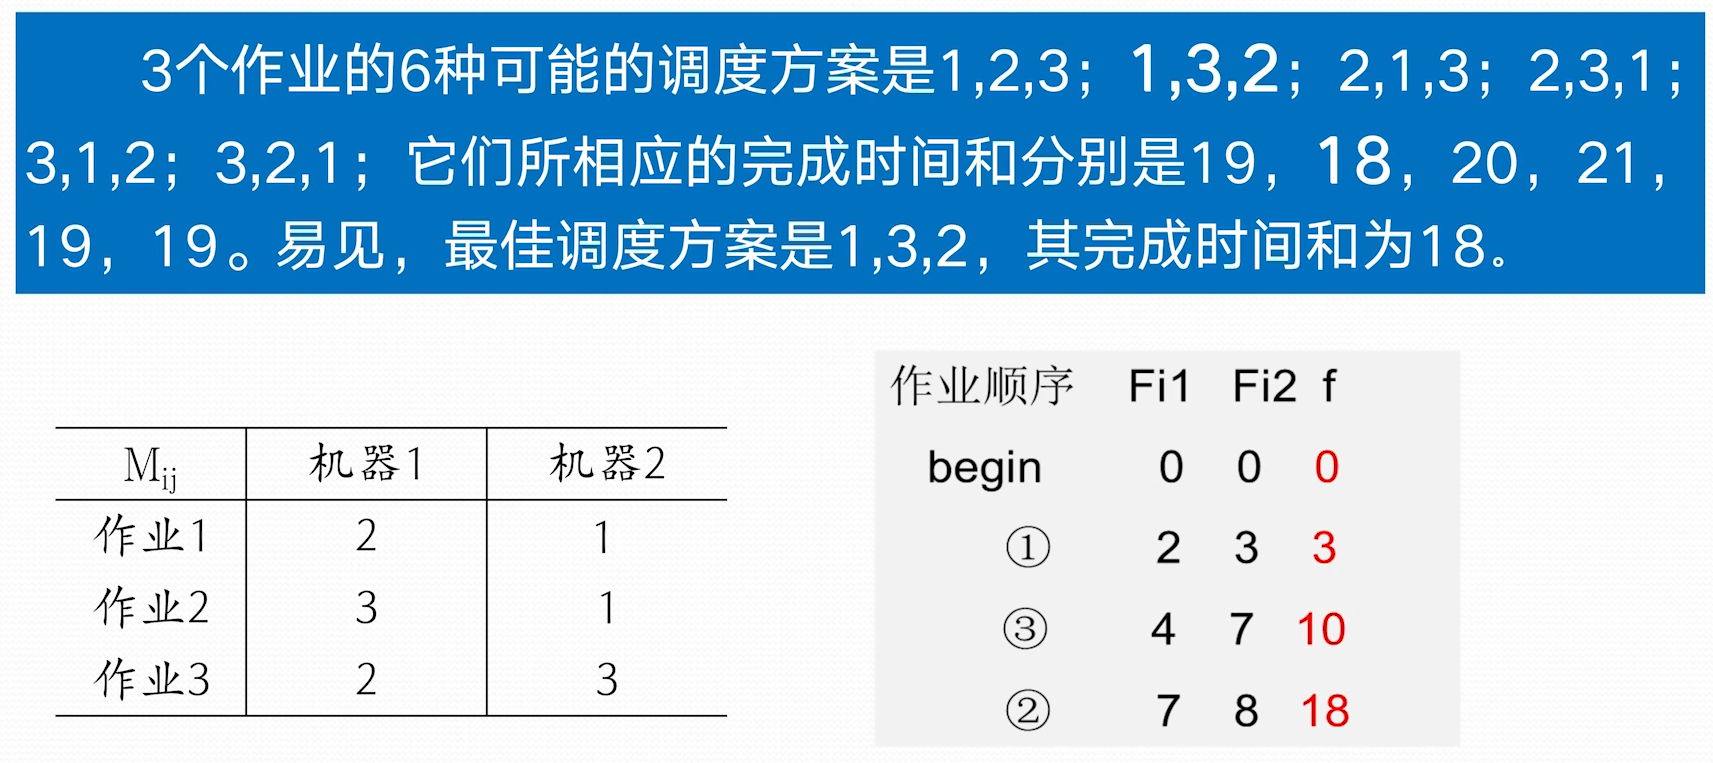 3个作业的6种可能的调度方案是1,2,3；1,3,2；2,1,3；2,3,1；
3,1,2；3,2,1；它们所相应的完成时间和分别是19，18，20，21，
19，19。易见，最佳调度方案是1,3,2，其完成时间和为18。
Mij 机器1 机器2
作业1 2 1
作业2 3 1
作业3 2 3
作业顺序 Fi1 Fi2 f
begin 0 0 0
① 2 3 3
③ 4 7 10
② 7 8 18